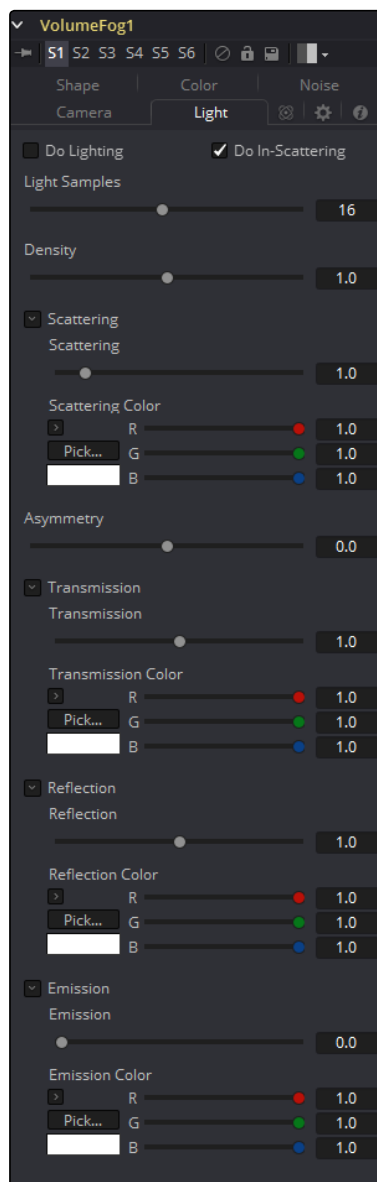 VolumeFog1
S1 S2 S3 S4 S5 S6
Shape Color Noise
Camera Light
Do Lighting Do In-Scattering
Light Samples
16
Density
1.0
Scattering
Scattering
1.0
Scattering Color
R 1.0
Pick... G 1.0
B 1.0
Asymmetry
0.0
Transmission
Transmission
1.0
Transmission Color
R 1.0
Pick... G 1.0
B 1.0
Reflection
Reflection
1.0
Reflection Color
R 1.0
Pick... G 1.0
B 1.0
Emission
Emission
0.0
Emission Color
R 1.0
Pick... G 1.0
B 1.0